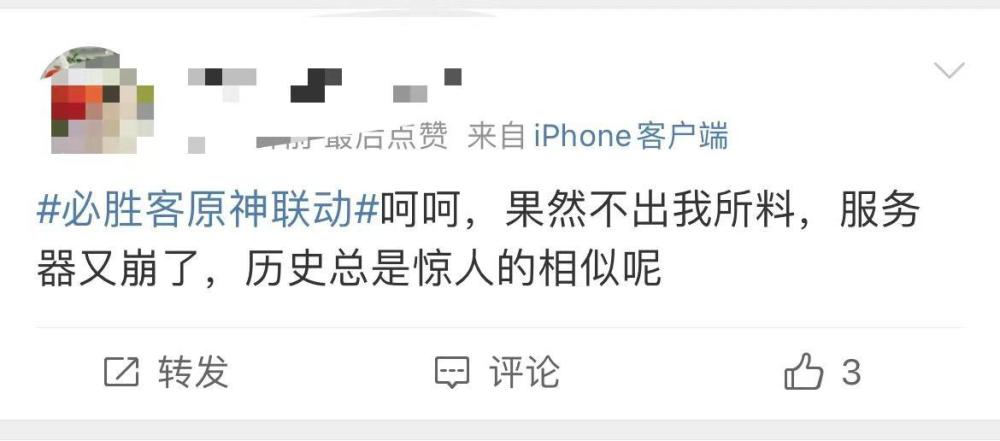 最后点赞 来自 iPhone客户端
#必胜客原神联动#呵呵，果然不出我所料，服务
器又崩了，历史总是惊人的相似呢
转发 评论 3